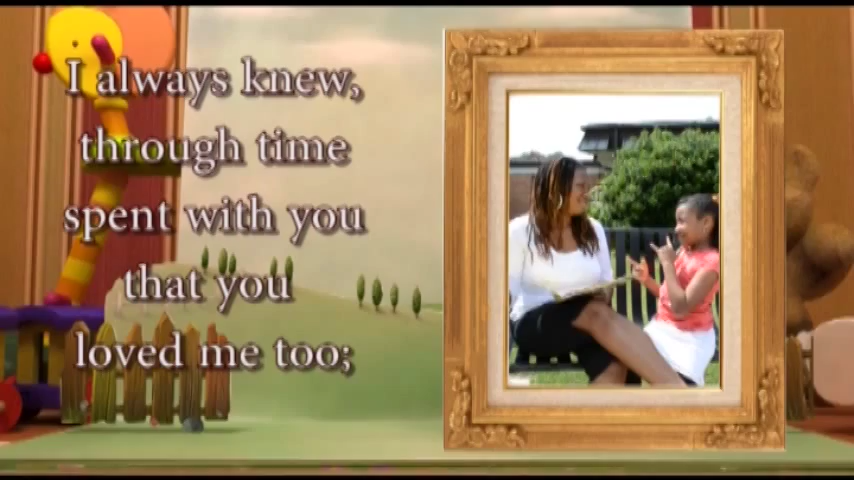 I always knew,
through time
spent with you
that you
loved me too;